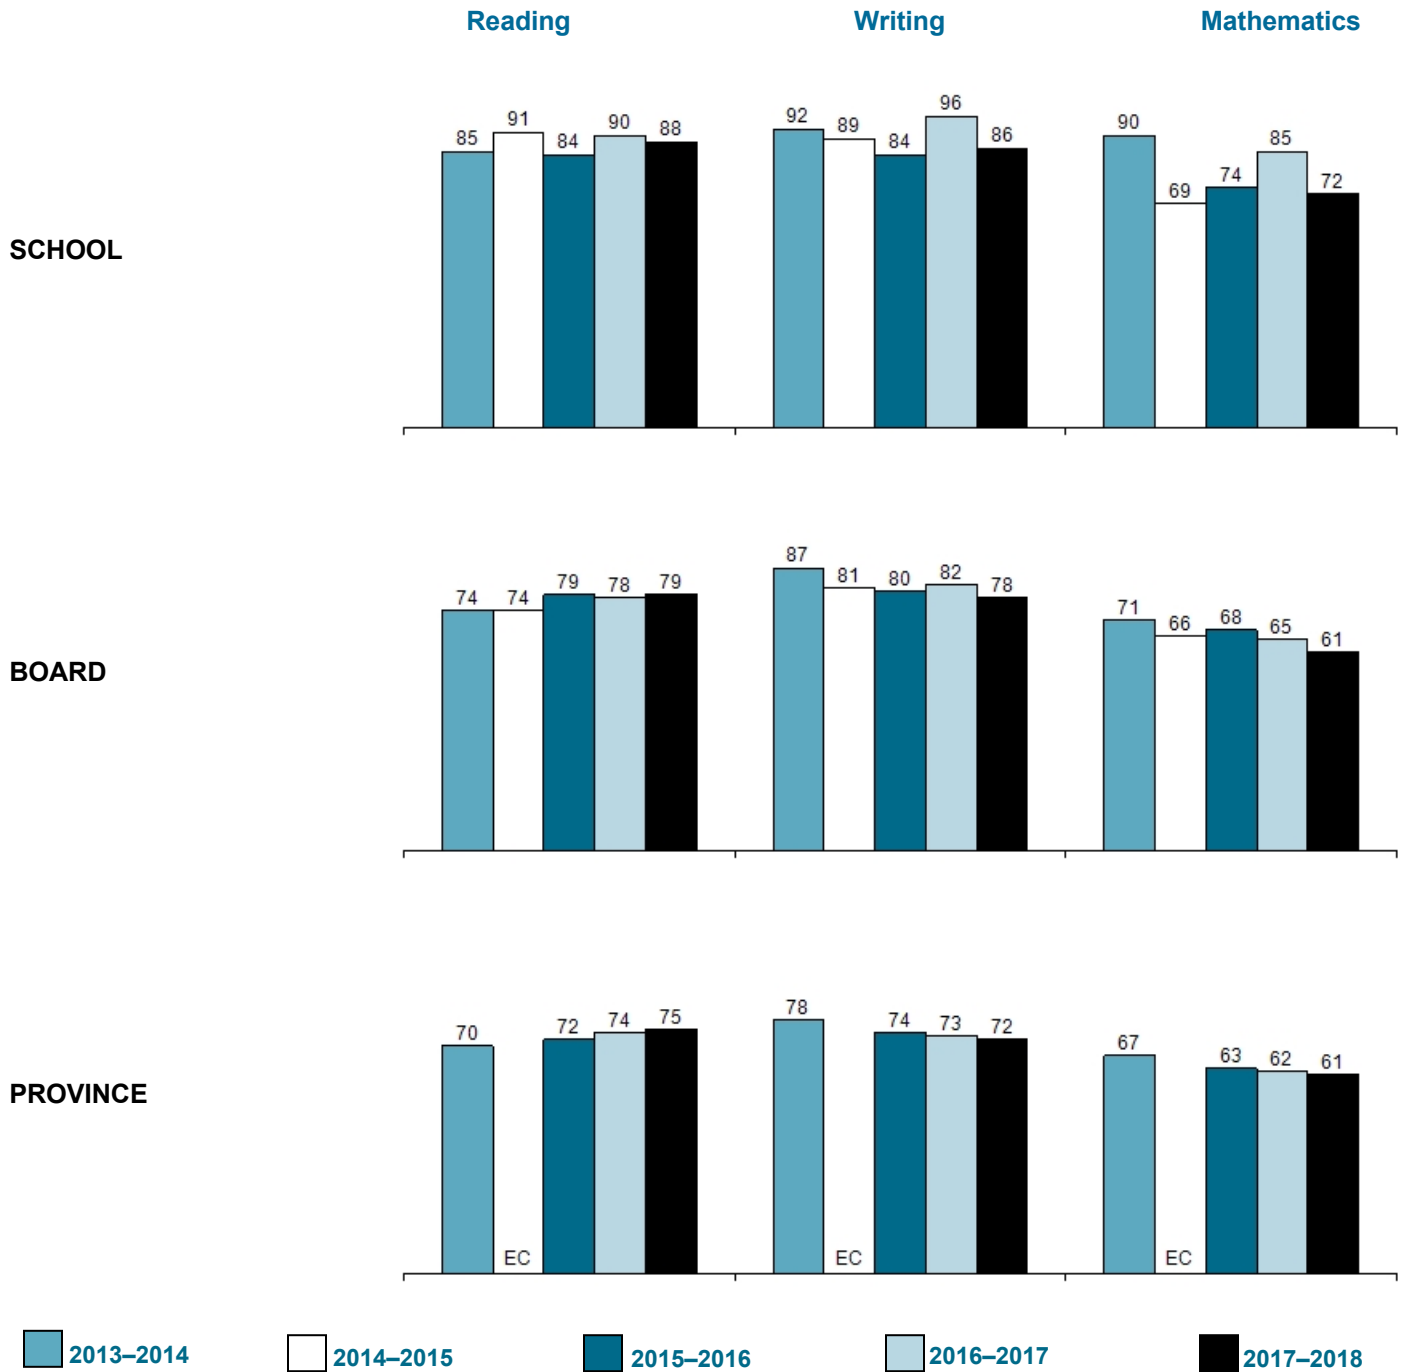 Reading Writing Mathematics
SCHOOL
85 91 84 90 88
92 89 84 96 86
90 69 74 85 72
BOARD
74 74 79 78 79
87 81 80 82 78
71 66 68 65 61
PROVINCE
70 EC 72 74 75
78 EC 74 73 72
67 EC 63 62 61
2013–2014 2014–2015 2015–2016 2016–2017 2017–2018